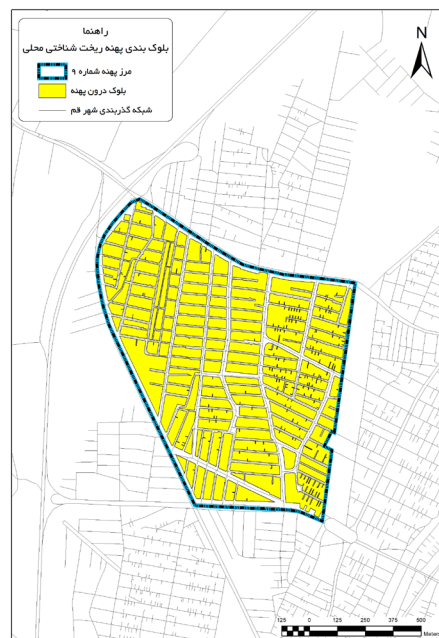 راهنما
بلوک بندی پهنه ریخت شناختی محلی
مرز پهنه شماره ۹
بلوک درون پهنه
شبکه گذربندی شهر قم
N
125 0 125 250 375 500
Meters